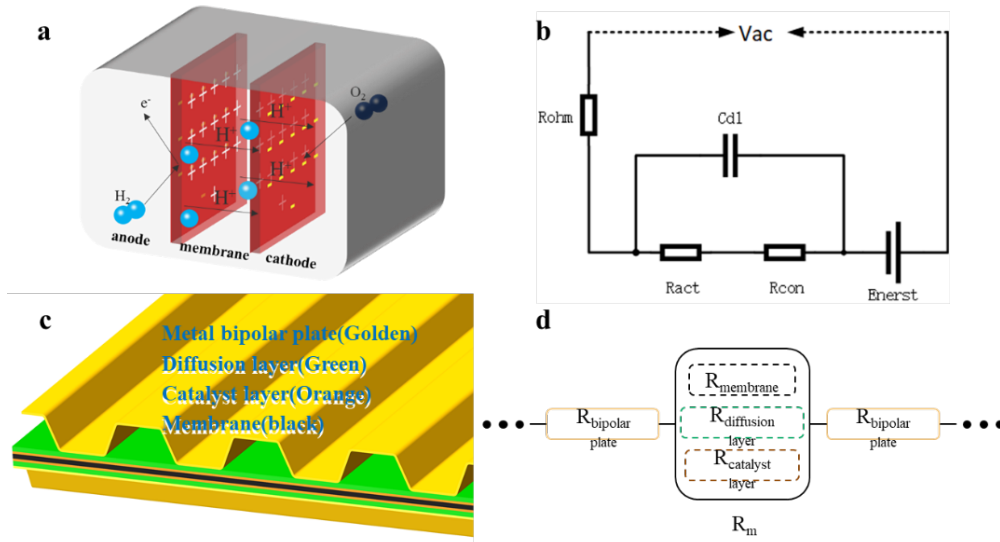 a
e-
H+
O2
H+
H-
H-
H2
anode
membrane
cathode
b
Vac
Rohm
Cdl
Ract
Rcon
Enerst
c
Metal bipolar plate(Golden)
Diffusion layer(Green)
Catalyst layer(Orange)
Membrane(black)
d
Rmembrane
Rbipolar
plate
Rdiffusion
layer
Rbipolar
plate
Rcatalyst
layer
Rm